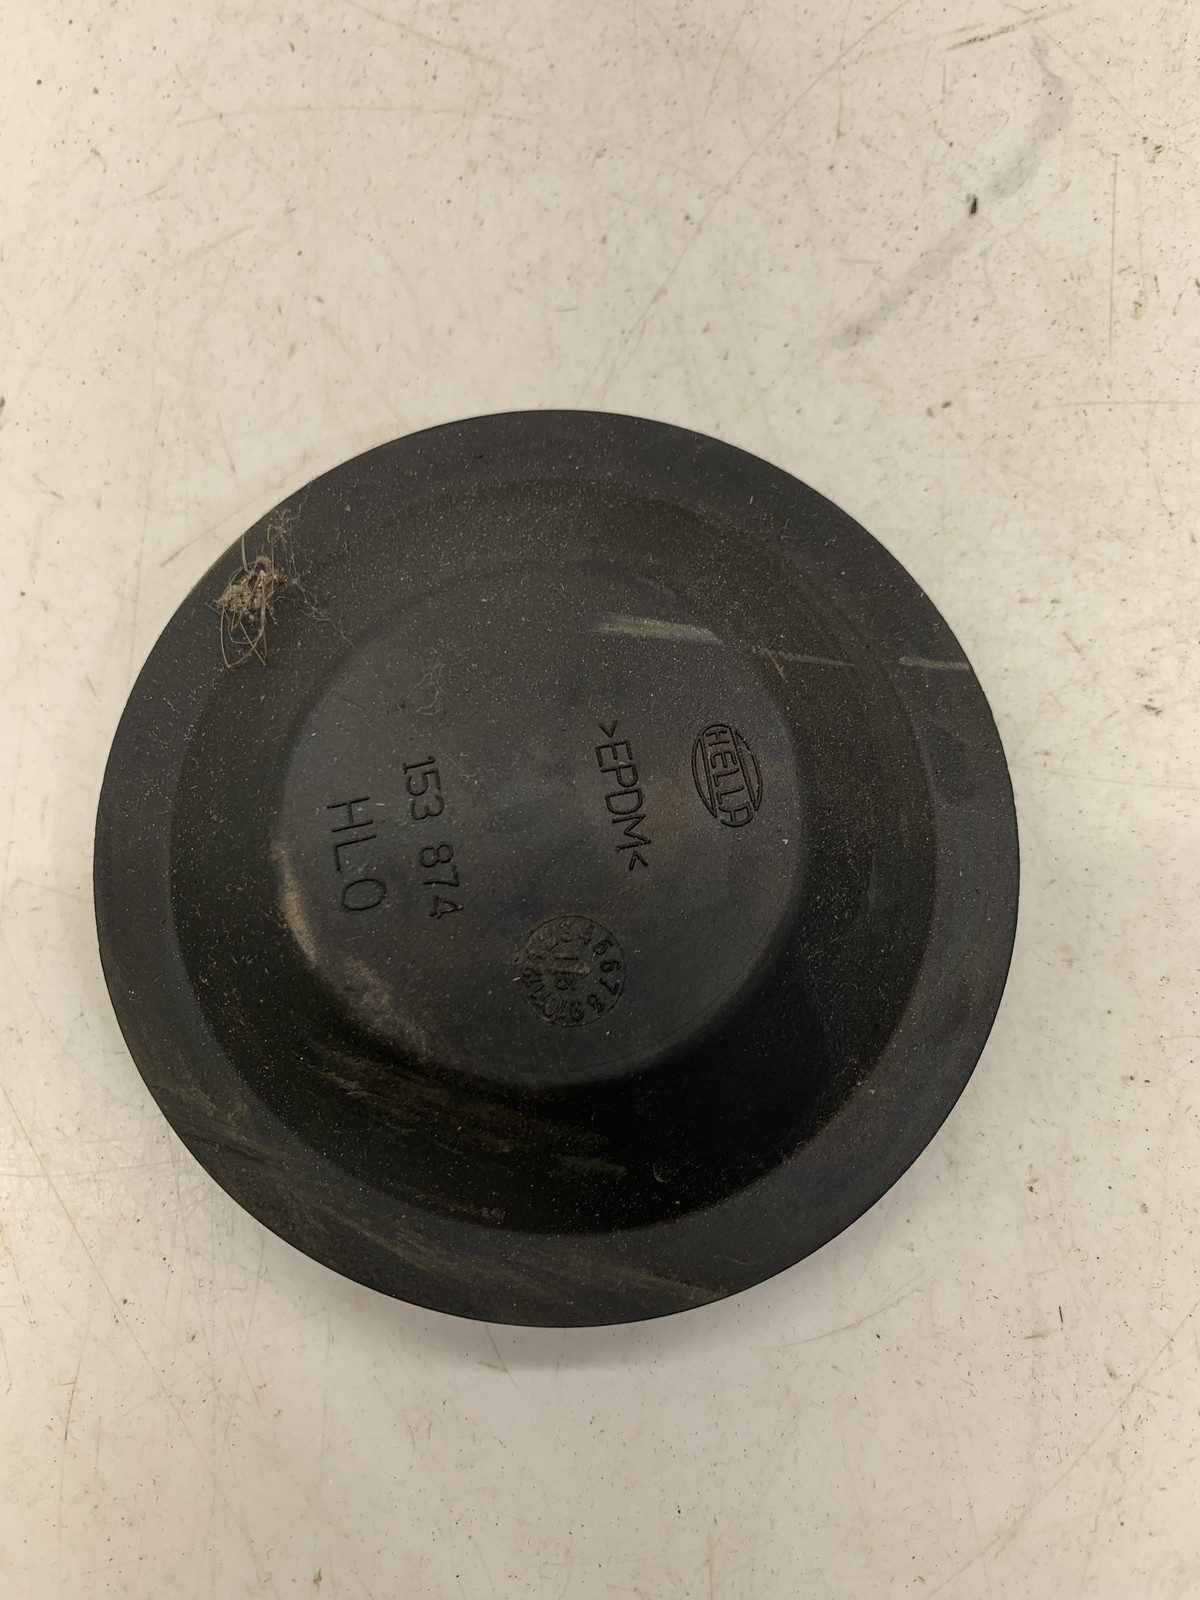 HELLA
>EPDM<
153 874
HLO